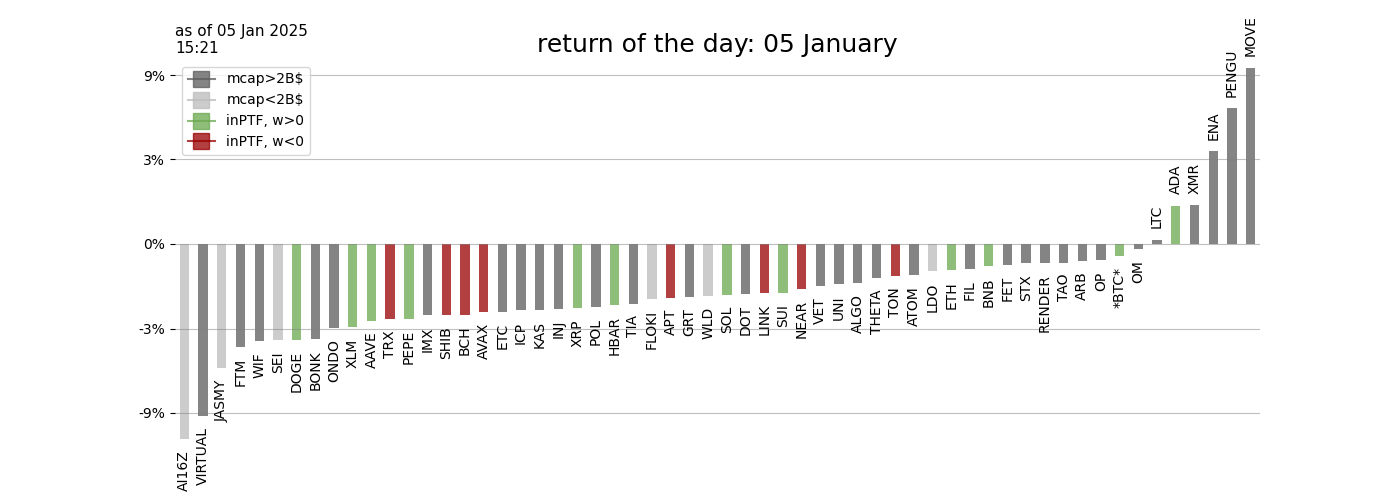 as of 05 Jan 2025
15:21
return of the day: 05 January
mcap>2B$
mcap<2B$
inPTF, w>0
inPTF, w<0
9%
3%
0%
-3%
-9%
AI16Z
VIRTUAL
JASMY
FTM
WIF
SEI
DOGE
BONK
ONDO
XLM
AAVE
TRX
PEPE
IMX
SHIB
BCH
AVAX
ETC
ICP
KAS
INJ
XRP
POL
HBAR
TIA
FLOKI
APT
GRT
WLD
SOL
DOT
LINK
SUI
NEAR
VET
UNI
ALGO
THETA
TON
ATOM
LDO
ETH
FIL
BNB
FET
STX
RENDER
TAO
ARB
OP
*BTC*
OM
LTC
ADA
XMR
ENA
PENGU
MOVE